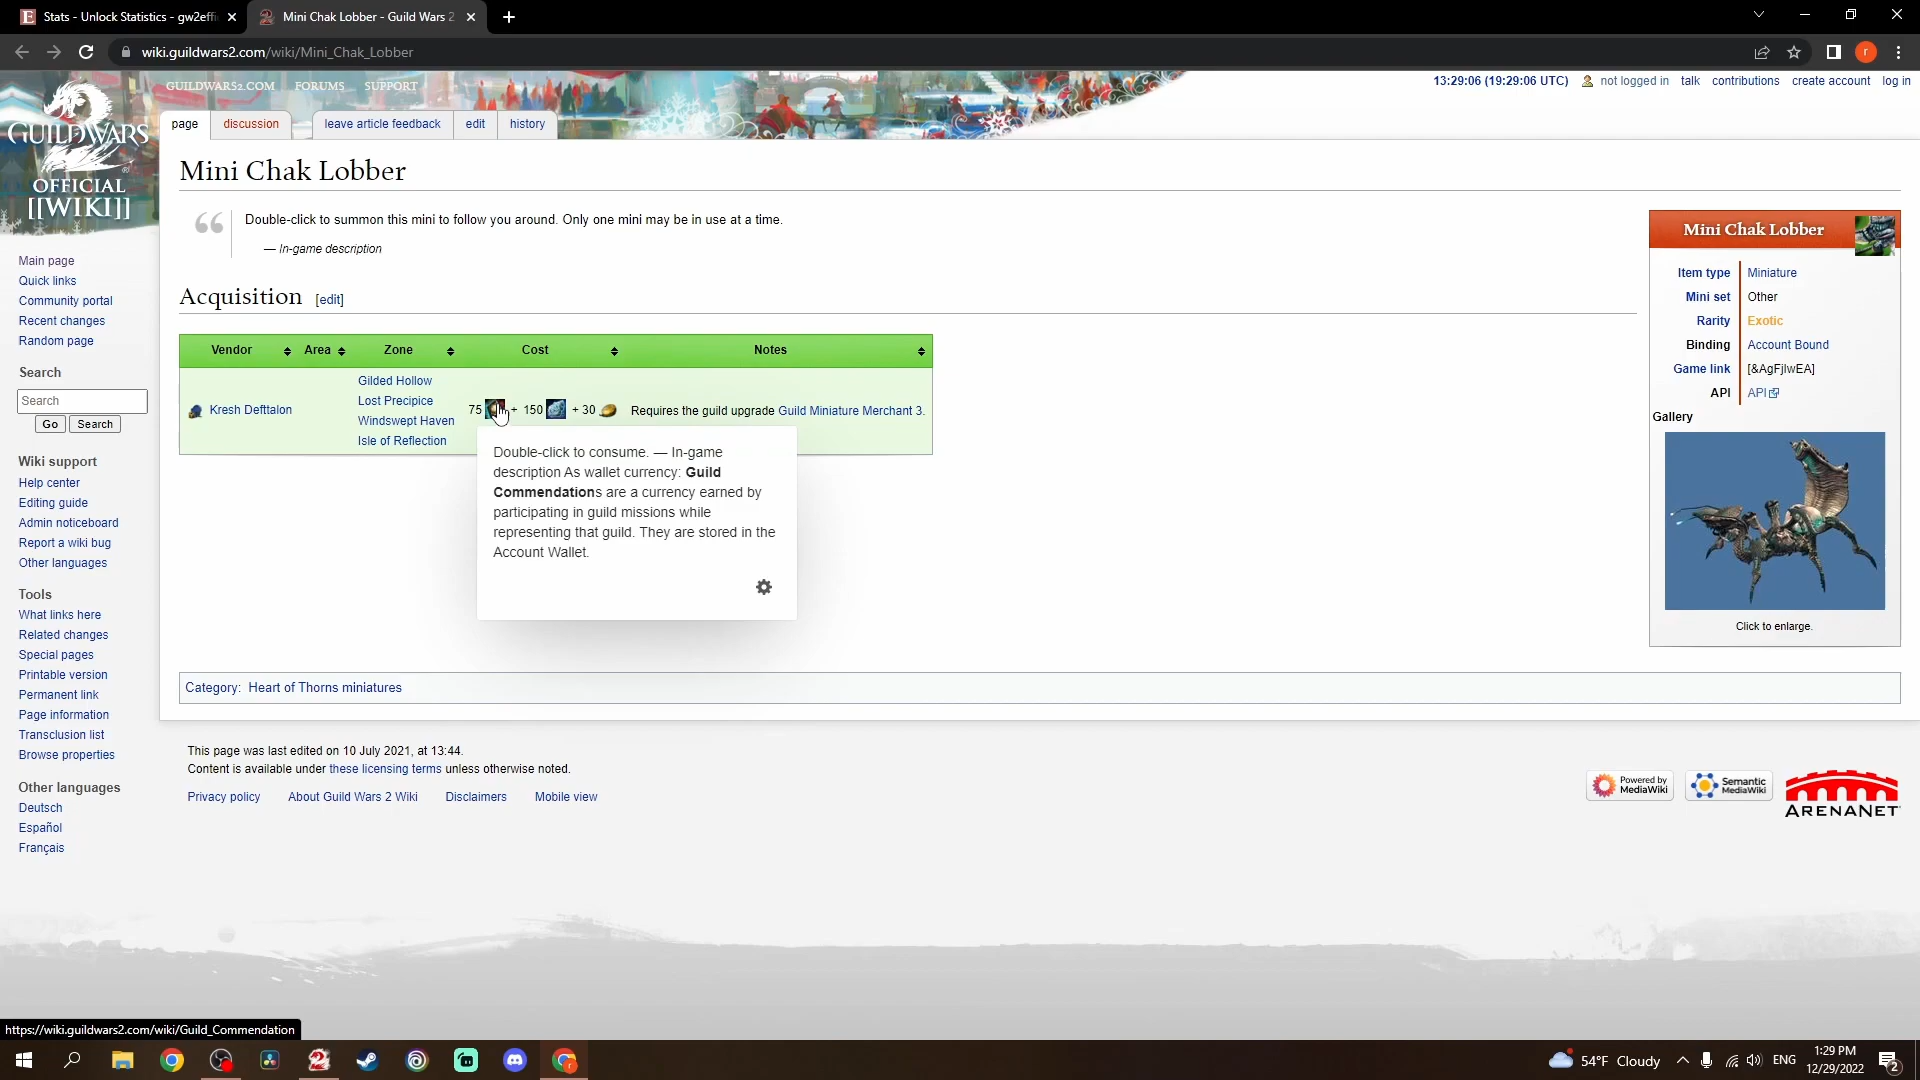 Stats - Unlock Statistics - gw2effi
Mini Chak Lobber - Guild Wars 2
wiki.guildwars2.com/wiki/Mini_Chak_Lobber
r
GUILDWARS2.COM FORUMS SUPPORT
13:29:06 (19:29:06 UTC) not logged in talk contributions create account log in
GUILDWARS
OFFICIAL
[[WIKI]]
page discussion leave article feedback edit history
Mini Chak Lobber
Double-click to summon this mini to follow you around. Only one mini may be in use at a time.
— In-game description
Acquisition [edit]
Vendor Area Zone Cost Notes
Kresh Defttalon
Gilded Hollow
Lost Precipice
Windswept Haven
Isle of Reflection
75 + 150 + 30
Requires the guild upgrade Guild Miniature Merchant 3.
Double-click to consume. — In-game
description As wallet currency: Guild
Commendations are a currency earned by
participating in guild missions while
representing that guild. They are stored in the
Account Wallet.
Mini Chak Lobber
Item type Miniature
Mini set Other
Rarity Exotic
Binding Account Bound
Game link [&AgFjlwEA]
API API
Gallery
Click to enlarge.
Category: Heart of Thorns miniatures
Main page
Quick links
Community portal
Recent changes
Random page
Search
Search
Go Search
Wiki support
Help center
Editing guide
Admin noticeboard
Report a wiki bug
Other languages
Tools
What links here
Related changes
Special pages
Printable version
Permanent link
Page information
Transclusion list
Browse properties
Other languages
Deutsch
Español
Français
This page was last edited on 10 July 2021, at 13:44.
Content is available under these licensing terms unless otherwise noted.
Privacy policy About Guild Wars 2 Wiki Disclaimers Mobile view
Powered by
MediaWiki
Semantic
MediaWiki
ARENANET
https://wiki.guildwars2.com/wiki/Guild_Commendation
54°F Cloudy
ENG
1:29 PM
12/29/2022
2